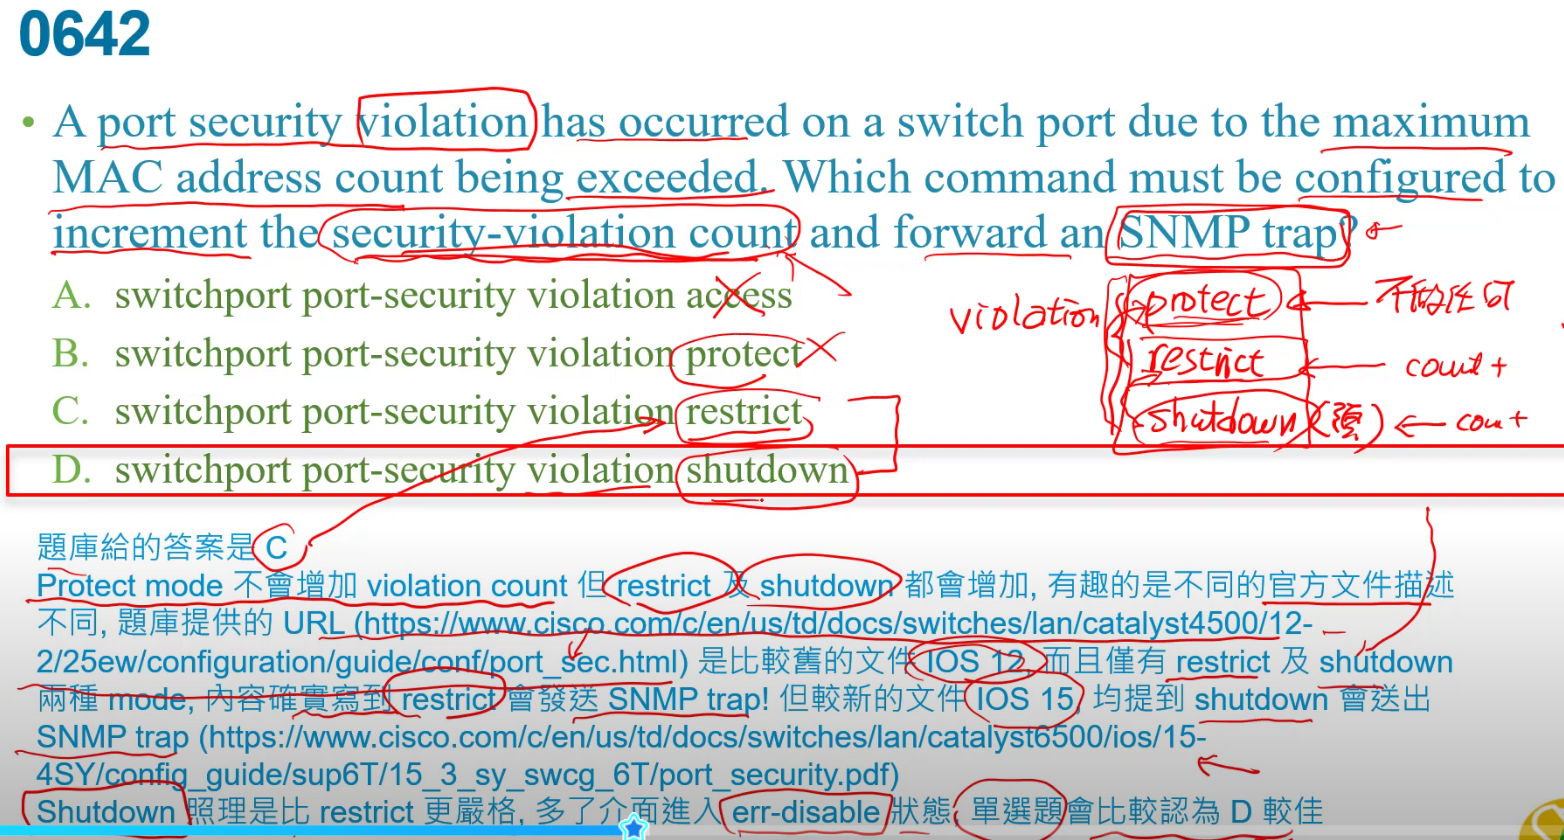 0642
• A port security violation has occurred on a switch port due to the maximum
MAC address count being exceeded. Which command must be configured to
increment the security-violation count and forward an SNMP trap?
A. switchport port-security violation access
B. switchport port-security violation protect
C. switchport port-security violation restrict
D. switchport port-security violation shutdown
violation
protect
restrict
count +
shutdown
題庫給的答案是 C
Protect mode 不會增加 violation count 但 restrict 及 shutdown 都會增加, 有趣的是不同的官方文件描述
不同, 題庫提供的 URL (https://www.cisco.com/c/en/us/td/docs/switches/lan/catalyst4500/12-
2/25ew/configuration/guide/conf/port_sec.html) 是比較舊的文件 IOS 12, 而且僅有 restrict 及 shutdown
兩種 mode, 內容確實寫到 restrict 會發送 SNMP trap! 但較新的文件 IOS 15, 均提到 shutdown 會送出
SNMP trap (https://www.cisco.com/c/en/us/td/docs/switches/lan/catalyst6500/ios/15-
4SY/config_guide/sup6T/15_3_sy_swcg_6T/port_security.pdf)
Shutdown 照理是比 restrict 更嚴格, 多了介面進入 err-disable 狀態, 單選題會比較認為 D 較佳